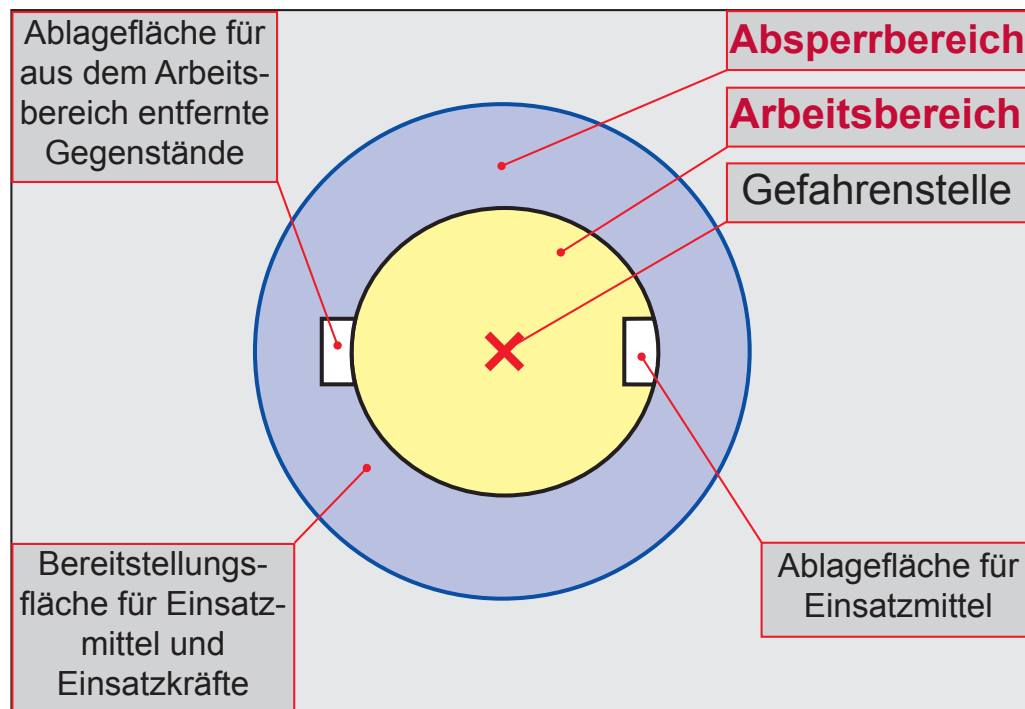 Ablagefläche für
aus dem Arbeits-
bereich entfernte
Gegenstände
Absperrbereich
Arbeitsbereich
Gefahrenstelle
Bereitstellungs-
fläche für Einsatz-
mittel und
Einsatzkräfte
Ablagefläche für
Einsatzmittel